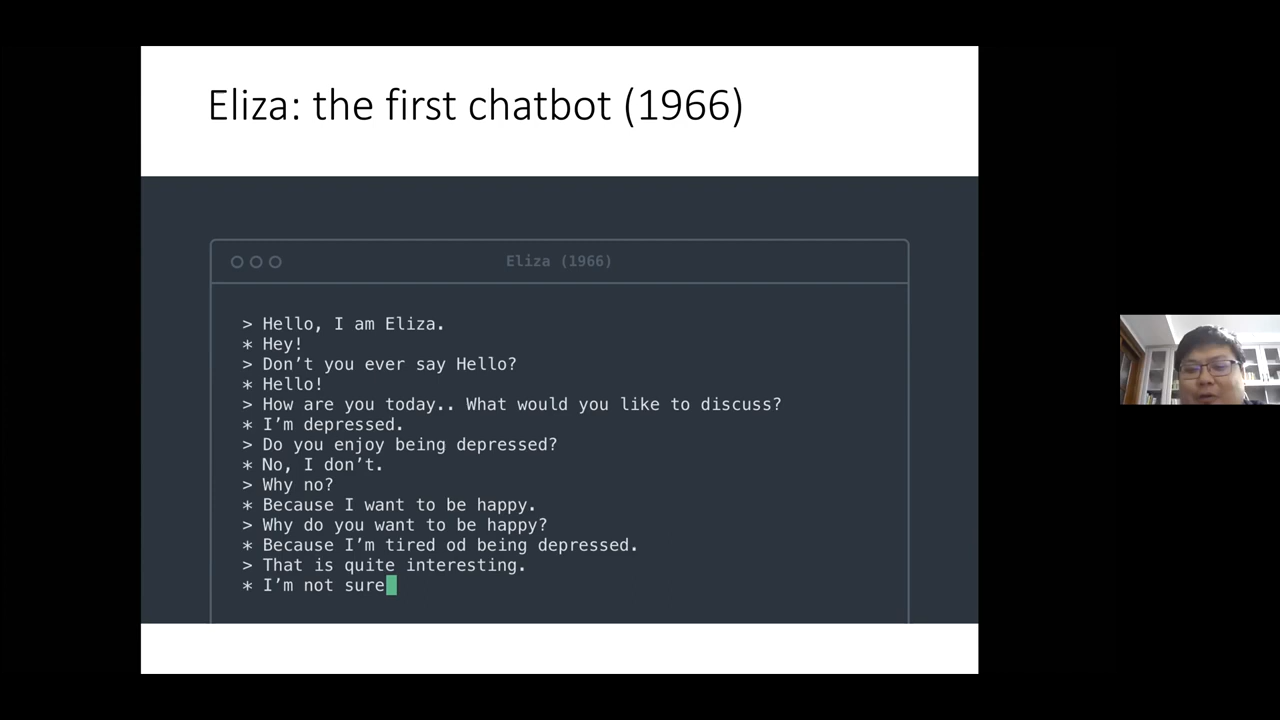 Eliza: the first chatbot (1966)
Eliza (1966)
> Hello, I am Eliza.
* Hey!
> Don’t you ever say Hello?
* Hello!
> How are you today.. What would you like to discuss?
* I’m depressed.
> Do you enjoy being depressed?
* No, I don’t.
> Why no?
* Because I want to be happy.
> Why do you want to be happy?
* Because I’m tired od being depressed.
> That is quite interesting.
* I’m not sure